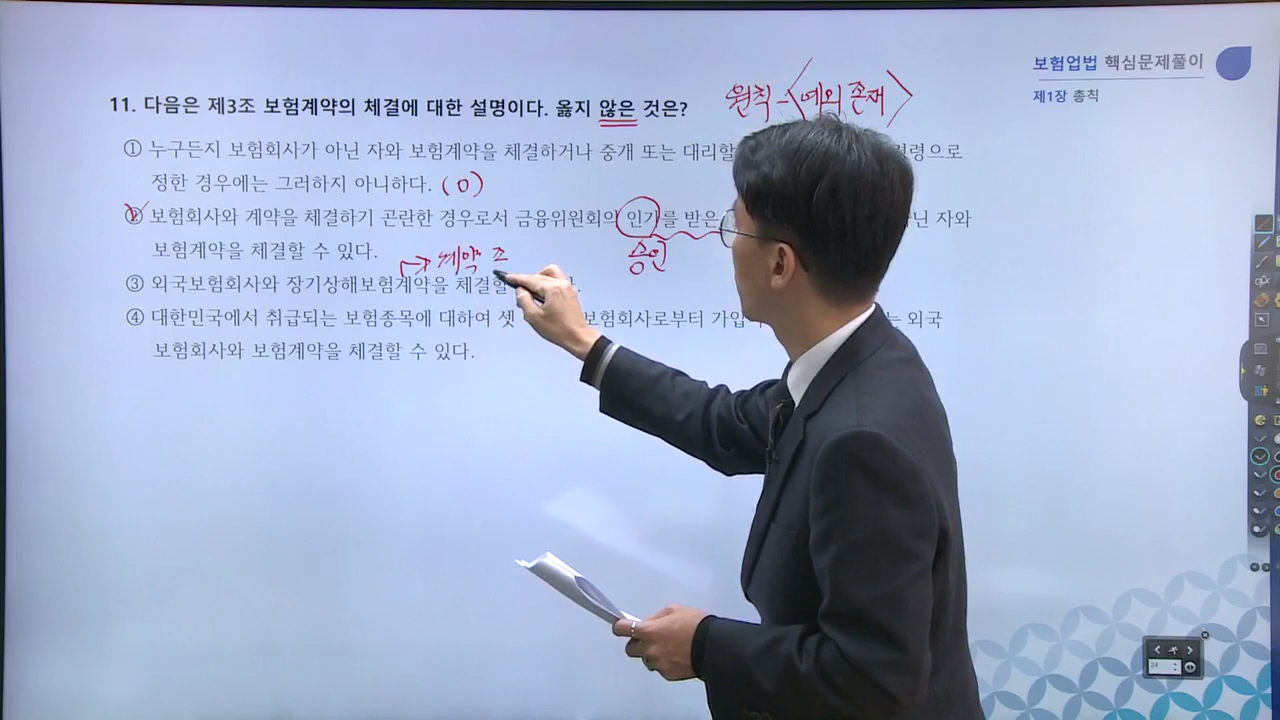 보험업법 핵심문제풀이
제1장 총칙
원칙 - <예외 존재>
11. 다음은 제3조 보험계약의 체결에 대한 설명이다. 옳지 않은 것은?
① 누구든지 보험회사가 아닌 자와 보험계약을 체결하거나 중개 또는 대리할
정한 경우에는 그러하지 아니하다. (O)
② 보험회사와 계약을 체결하기 곤란한 경우로서 금융위원회의 인가를 받은 자와
승인
보험계약을 체결할 수 있다.
계약 조
③ 외국보험회사와 장기상해보험계약을 체결할
④ 대한민국에서 취급되는 보험종목에 대하여 셋 보험회사로부터 가입 외국
보험회사와 보험계약을 체결할 수 있다.
24